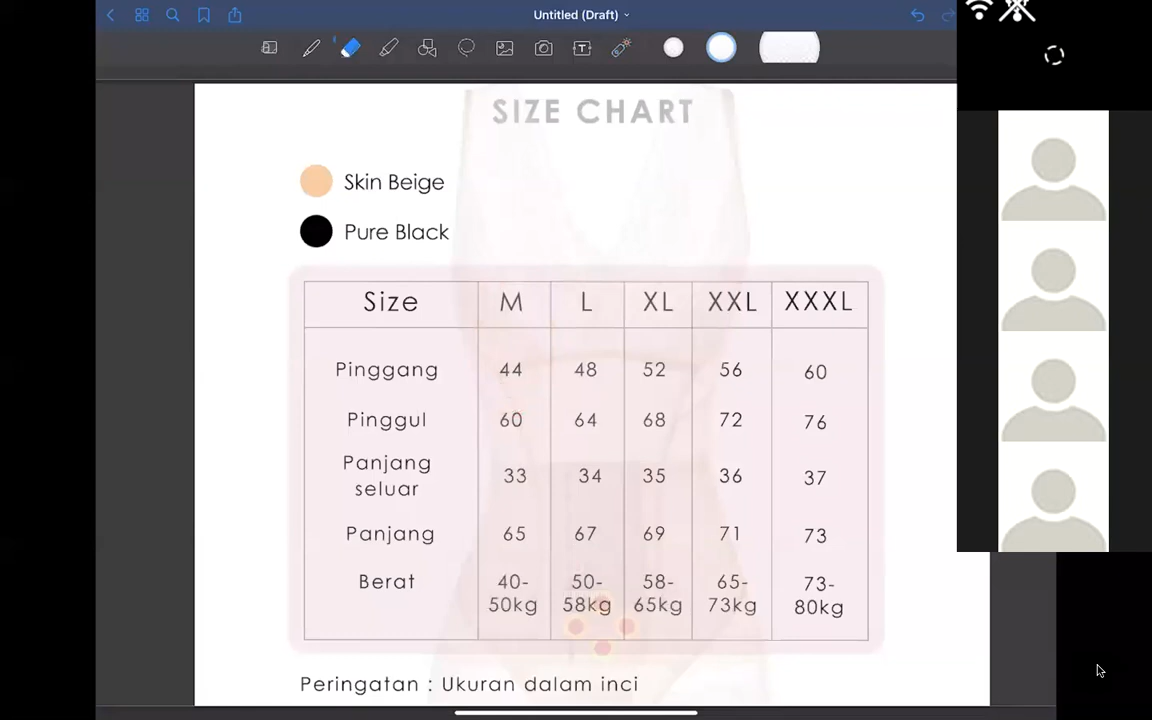 Untitled (Draft)
SIZE CHART
Skin Beige
Pure Black
Size M L XL XXL XXXL
Pinggang 44 48 52 56 60
Pinggul 60 64 68 72 76
Panjang
seluar 33 34 35 36 37
Panjang 65 67 69 71 73
Berat 40- 50- 58- 65- 73-
50kg 58kg 65kg 73kg 80kg
Peringatan : Ukuran dalam inci